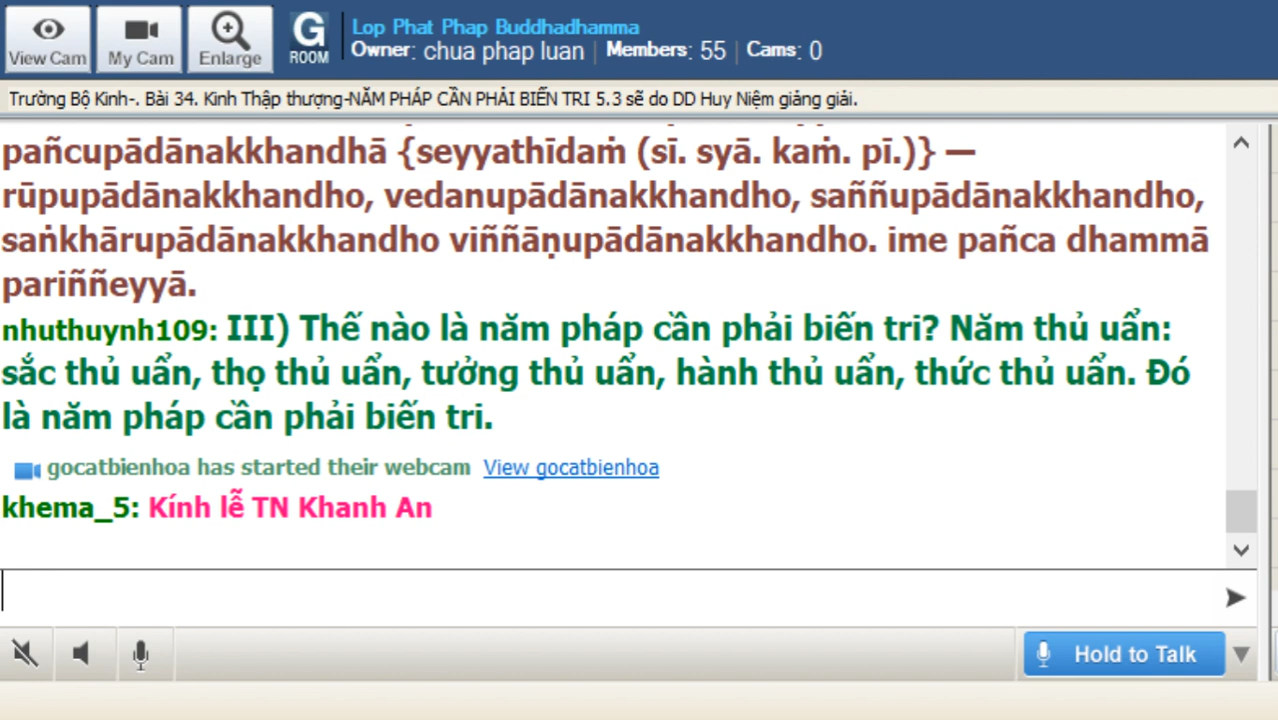 View Cam
My Cam
Enlarge
G
ROOM
Lop Phat Phap Buddhadhamma
Owner: chua phap luan | Members: 55 | Cams: 0
Trường Bộ Kinh-. Bài 34. Kinh Thập thượng-NĂM PHÁP CẦN PHẢI BIẾN TRI 5.3 sẽ do DD Huy Niệm giảng giải.
pañcupādānakkhandhā {seyyathīdaṁ (sī. syā. kaṁ. pī.)} —
rūpupādānakkhandho, vedanupādānakkhandho, saññupādānakkhandho,
saṅkhārupādānakkhandho viññāṇupādānakkhandho. ime pañca dhammā
pariññeyyā.
nhuthuynh109: III) Thế nào là năm pháp cần phải biến tri? Năm thủ uẩn:
sắc thủ uẩn, thọ thủ uẩn, tưởng thủ uẩn, hành thủ uẩn, thức thủ uẩn. Đó
là năm pháp cần phải biến tri.
gocatbienhoa has started their webcam View gocatbienhoa
khema_5: Kính lễ TN Khanh An
Hold to Talk